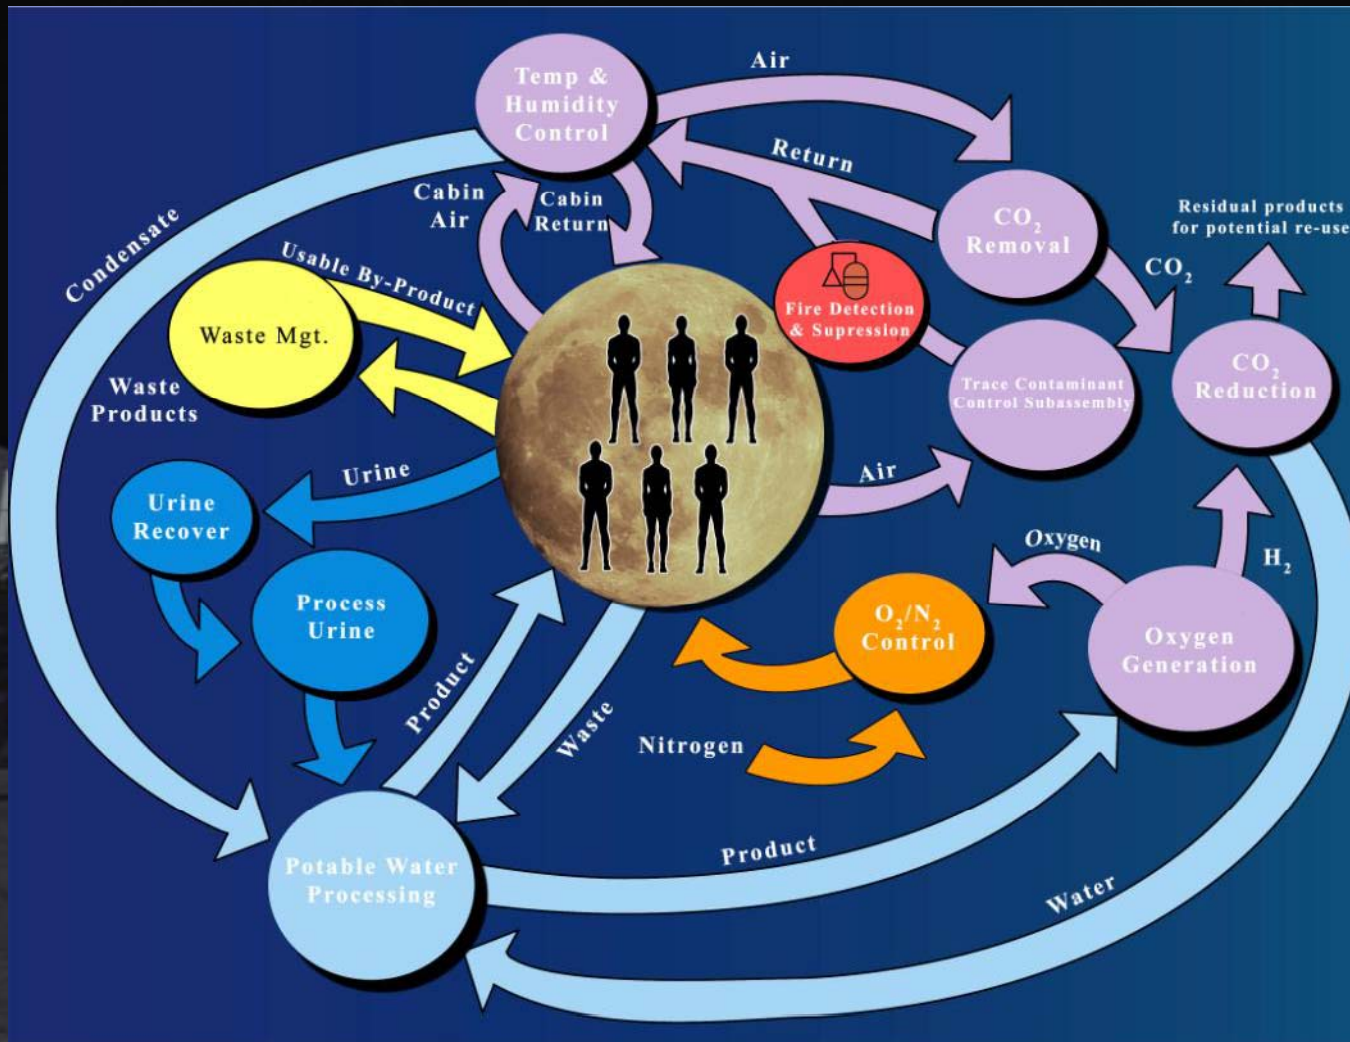 Temp &
Humidity
Control
Air
Return
Cabin
Air
Cabin
Return
CO₂
Removal
Residual products
for potential re-use
CO₂
Condensate
Usable By-Product
Waste Mgt.
Fire Detection
& Supression
Trace Contaminant
Control Subassembly
CO₂
Reduction
Waste
Products
Urine
Air
Urine
Recover
Oxygen
H₂
Process
Urine
O₂/N₂
Control
Oxygen
Generation
Product
Waste
Nitrogen
Product
Potable Water
Processing
Water